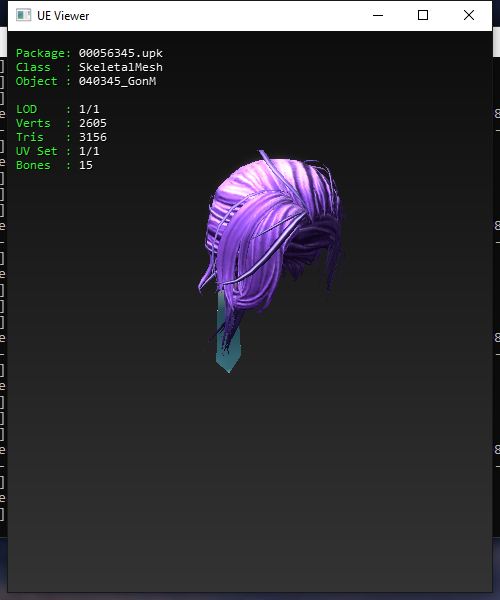 UE Viewer
Package: 00056345.upk
Class : SkeletalMesh
Object : 040345_GonM
LOD : 1/1
Verts : 2605
Tris : 3156
UV Set : 1/1
Bones : 15